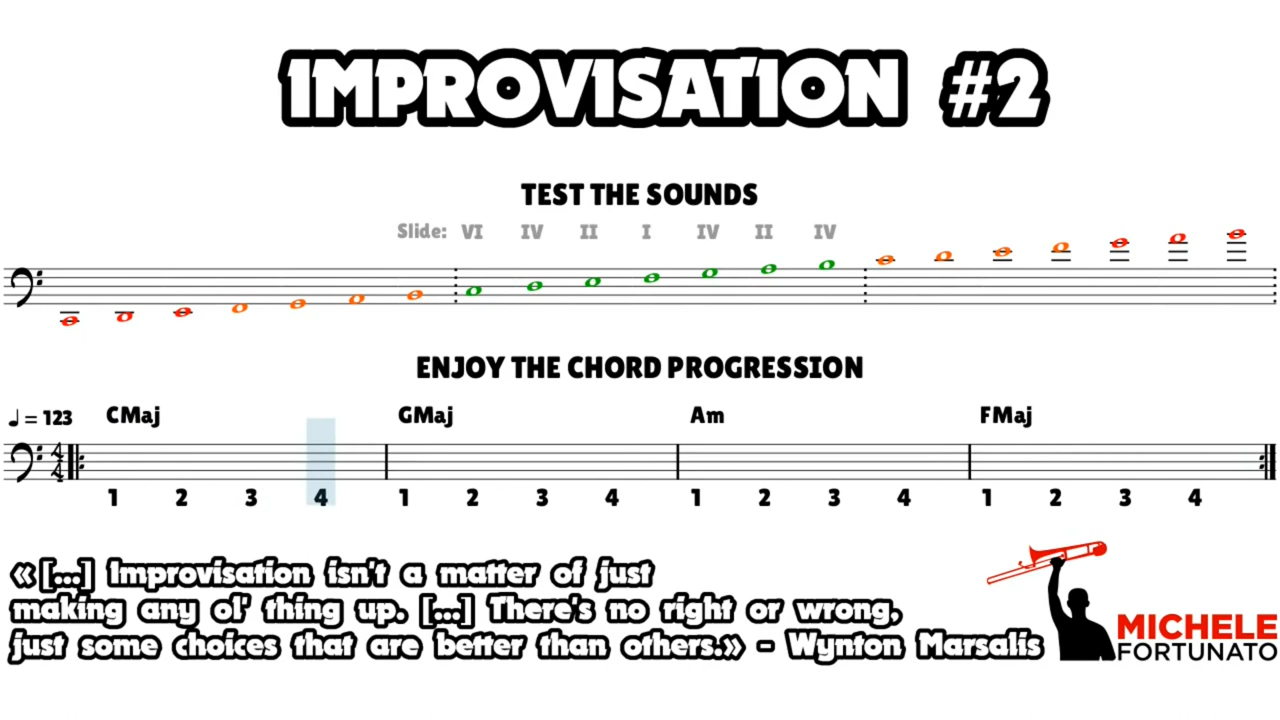 IMPROVISATION #2
TEST THE SOUNDS
Slide: VI IV II I IV II IV
ENJOY THE CHORD PROGRESSION
♩ = 123 CMaj GMaj Am FMaj
4
4
1 2 3 4 1 2 3 4 1 2 3 4 1 2 3 4
« [...] Improvisation isn't a matter of just
making any ol' thing up. [...] There's no right or wrong,
just some choices that are better than others.» - Wynton Marsalis
MICHELE
FORTUNATO